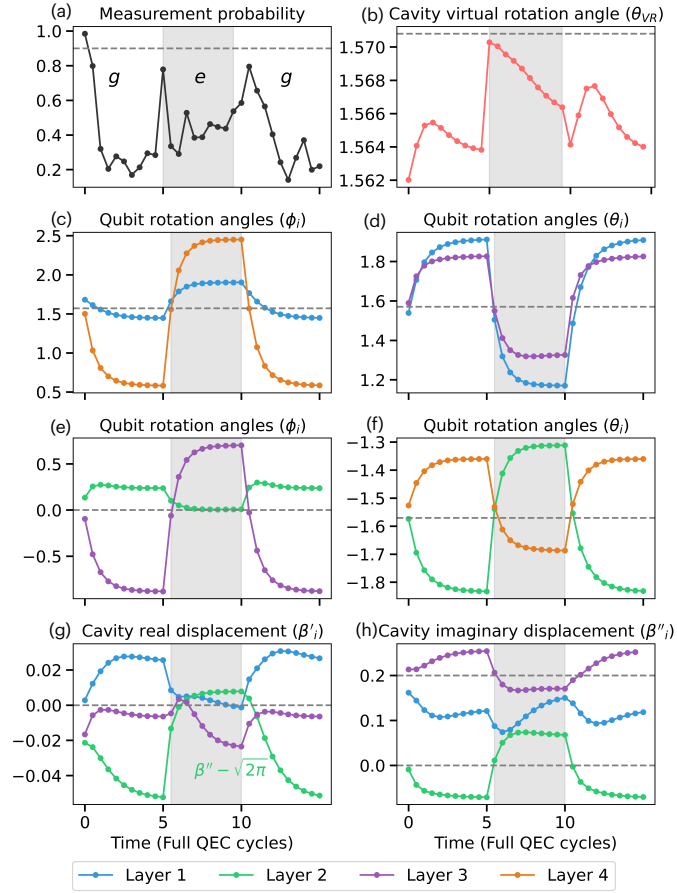 (a) Measurement probability
1.0
0.8
0.6
0.4
0.2
g
e
g
(b) Cavity virtual rotation angle (θVR)
1.570
1.568
1.566
1.564
1.562
(c) Qubit rotation angles (ϕi)
2.5
2.0
1.5
1.0
0.5
(d) Qubit rotation angles (θi)
1.8
1.6
1.4
1.2
(e) Qubit rotation angles (ϕi)
0.5
0.0
−0.5
(f) Qubit rotation angles (θi)
−1.3
−1.4
−1.5
−1.6
−1.7
−1.8
(g) Cavity real displacement (β′i)
0.02
0.00
−0.02
−0.04
β′′ − √2π
0 5 10
Time (Full QEC cycles)
(h) Cavity imaginary displacement (β′′i)
0.2
0.1
0.0
0 5 10
Time (Full QEC cycles)
Layer 1 Layer 2 Layer 3 Layer 4